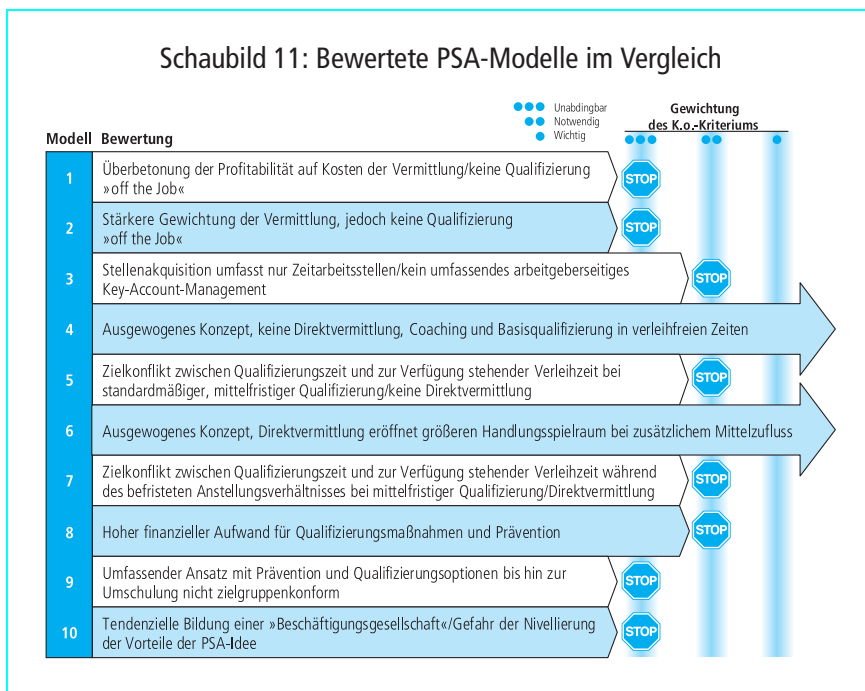 Schaubild 11: Bewertete PSA-Modelle im Vergleich
Unabdingbar
Notwendig
Wichtig
Gewichtung
des K.o.-Kriteriums
Modell Bewertung
1 Überbetonung der Profitabilität auf Kosten der Vermittlung/keine Qualifizierung
»off the Job«
STOP
2 Stärkere Gewichtung der Vermittlung, jedoch keine Qualifizierung
»off the Job«
STOP
3 Stellenakquisition umfasst nur Zeitarbeitsstellen/kein umfassendes arbeitgeberseitiges
Key-Account-Management
STOP
4 Ausgewogenes Konzept, keine Direktvermittlung, Coaching und Basisqualifizierung in verleihfreien Zeiten
5 Zielkonflikt zwischen Qualifizierungszeit und zur Verfügung stehender Verleihzeit bei
standardmäßiger, mittelfristiger Qualifizierung/keine Direktvermittlung
STOP
6 Ausgewogenes Konzept, Direktvermittlung eröffnet größeren Handlungsspielraum bei zusätzlichem Mittelzufluss
7 Zielkonflikt zwischen Qualifizierungszeit und zur Verfügung stehender Verleihzeit während
des befristeten Anstellungsverhältnisses bei mittelfristiger Qualifizierung/Direktvermittlung
STOP
8 Hoher finanzieller Aufwand für Qualifizierungsmaßnahmen und Prävention
STOP
9 Umfassender Ansatz mit Prävention und Qualifizierungsoptionen bis hin zur
Umschulung nicht zielgruppenkonform
STOP
10 Tendenzielle Bildung einer »Beschäftigungsgesellschaft«/Gefahr der Nivellierung
der Vorteile der PSA-Idee
STOP